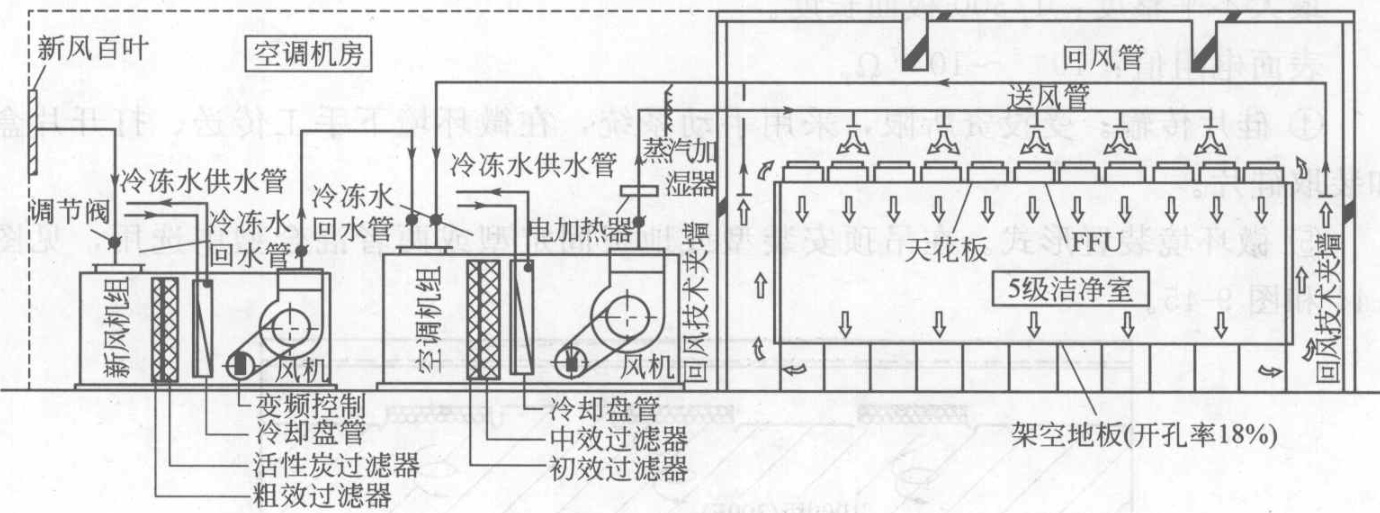 新风百叶
空调机房
回风管
送风管
冷冻水供水管
冷冻水供水管
蒸汽加
湿器
调节阀
冷冻水
回水管
冷冻水
回水管
电加热器
天花板
FFU
5级洁净室
新风机组
风机
空调机组
风机
回风技术夹墙
回风技术夹墙
变频控制
冷却盘管
活性炭过滤器
粗效过滤器
冷却盘管
中效过滤器
初效过滤器
架空地板(开孔率18%)